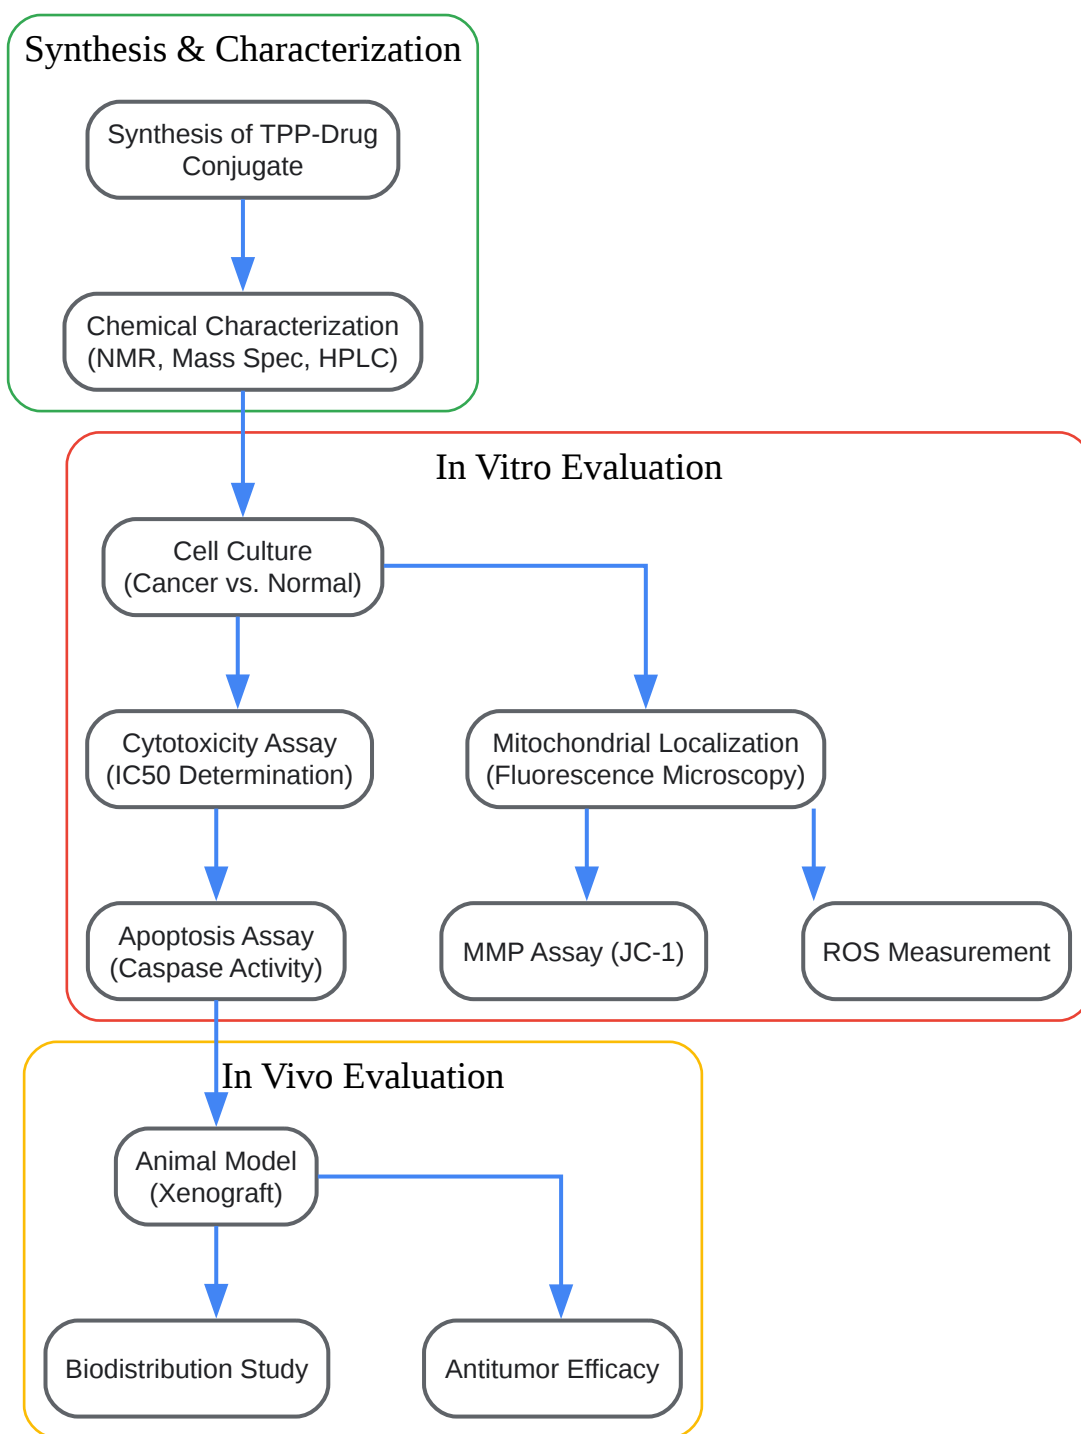 Synthesis & Characterization
Synthesis of TPP-Drug
Conjugate
Chemical Characterization
(NMR, Mass Spec, HPLC)
In Vitro Evaluation
Cell Culture
(Cancer vs. Normal)
Cytotoxicity Assay
(IC50 Determination)
Mitochondrial Localization
(Fluorescence Microscopy)
Apoptosis Assay
(Caspase Activity)
MMP Assay (JC-1)
ROS Measurement
In Vivo Evaluation
Animal Model
(Xenograft)
Biodistribution Study
Antitumor Efficacy